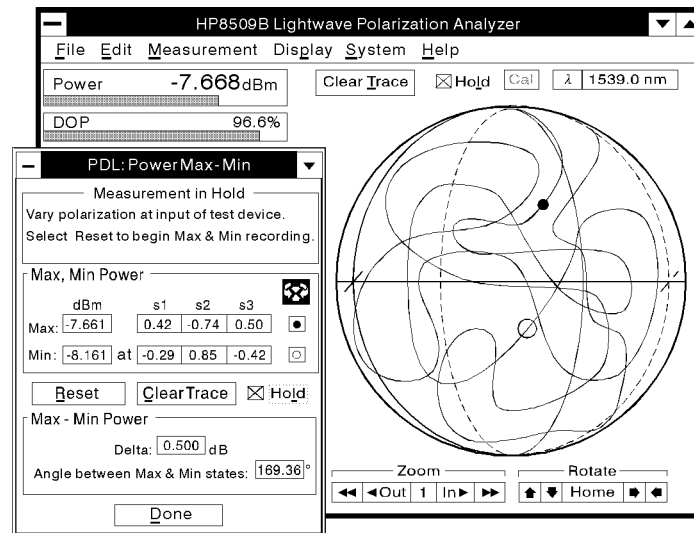 HP8509B Lightwave Polarization Analyzer
File Edit Measurement Display System Help
Power -7.668dBm
Clear Trace Hold Cal λ 1539.0 nm
DOP 96.6%
PDL: Power Max-Min
Measurement in Hold
Vary polarization at input of test device.
Select Reset to begin Max & Min recording.
Max, Min Power
dBm s1 s2 s3
Max: -7.661 0.42 -0.74 0.50
Min: -8.161 at -0.29 0.85 -0.42
Reset Clear Trace Hold
Max - Min Power
Delta: 0.500 dB
Angle between Max & Min states: 169.36 °
Done
Zoom
Out 1 In
Rotate
Home